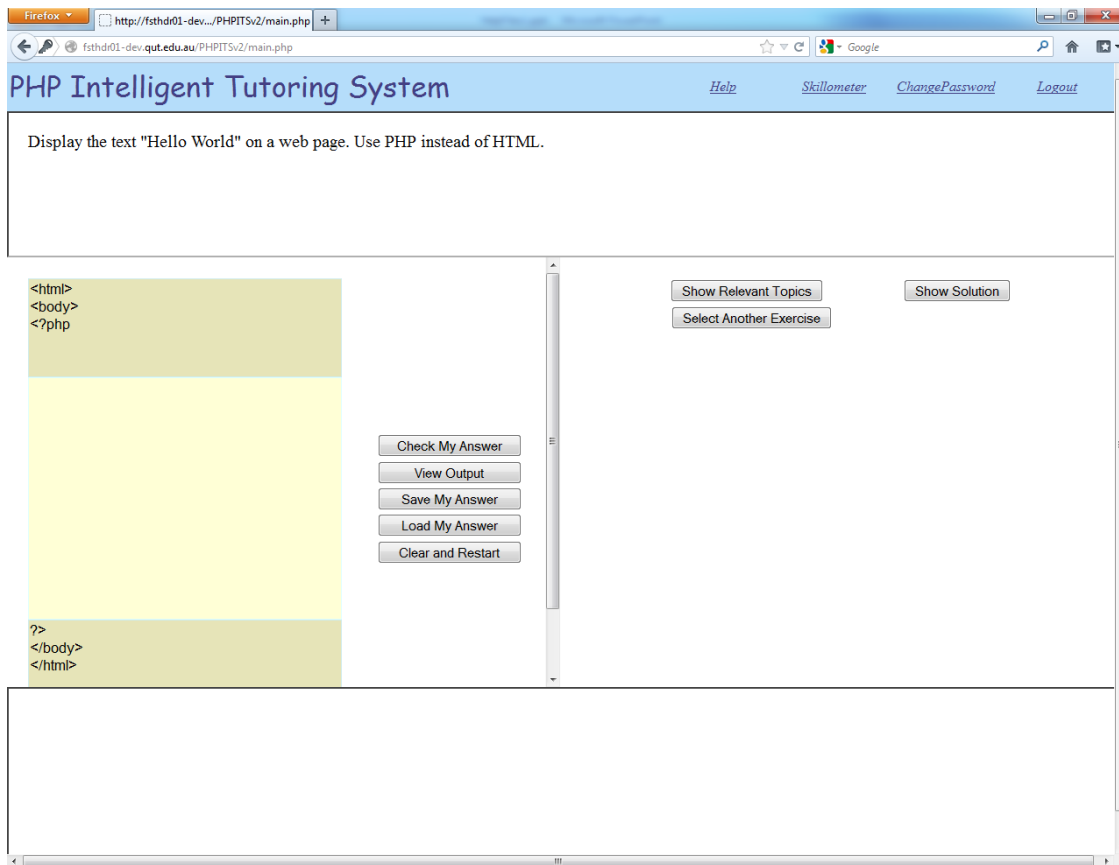 Firefox
http://fsthdr01-dev.../PHPITSv2/main.php
fsthdr01-dev.qut.edu.au/PHPITSv2/main.php
Google
PHP Intelligent Tutoring System
Help Skillometer ChangePassword Logout
Display the text "Hello World" on a web page. Use PHP instead of HTML.
<html>
<body>
<?php
Check My Answer
View Output
Save My Answer
Load My Answer
Clear and Restart
?>
</body>
</html>
Show Relevant Topics Show Solution
Select Another Exercise